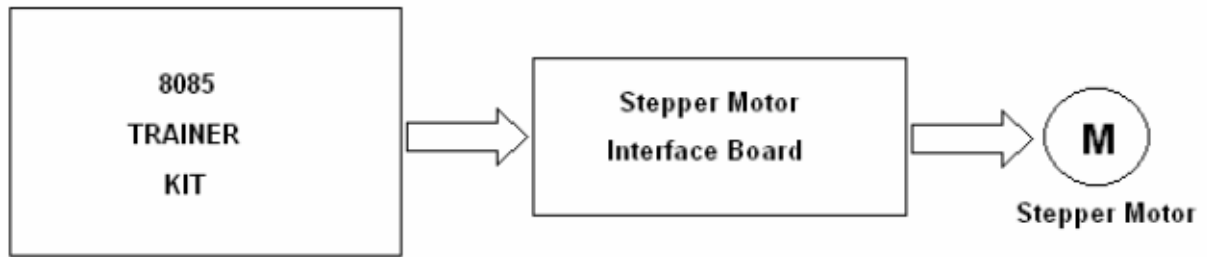 8085
TRAINER
KIT
Stepper Motor
Interface Board
M
Stepper Motor